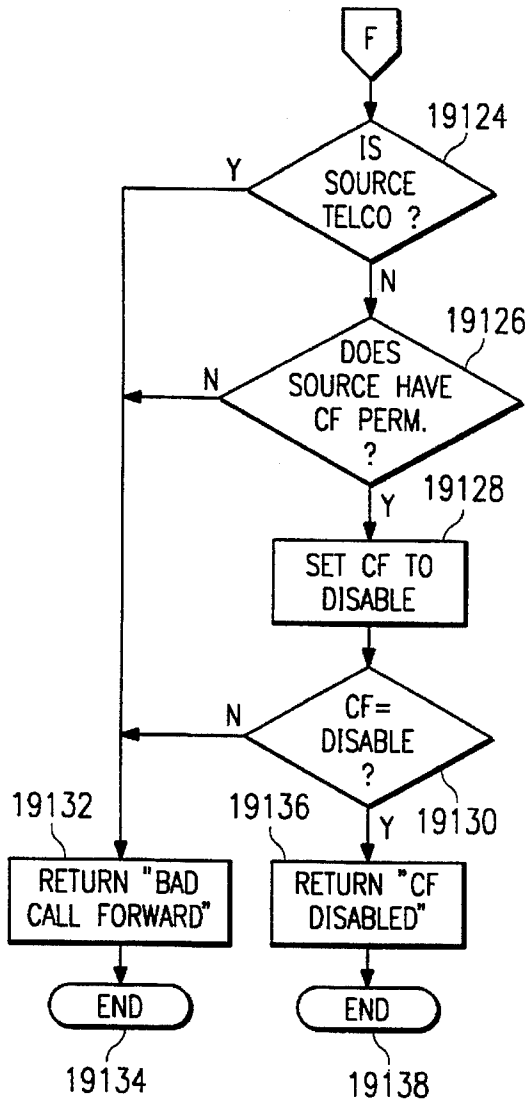 F
19124
IS
SOURCE
TELCO ?
Y
N
19126
DOES
SOURCE HAVE
CF PERM.
?
N
Y
19128
SET CF TO
DISABLE
CF=
DISABLE
?
N
Y
19130
19132
RETURN "BAD
CALL FORWARD"
19136
RETURN "CF
DISABLED"
END
19134
END
19138